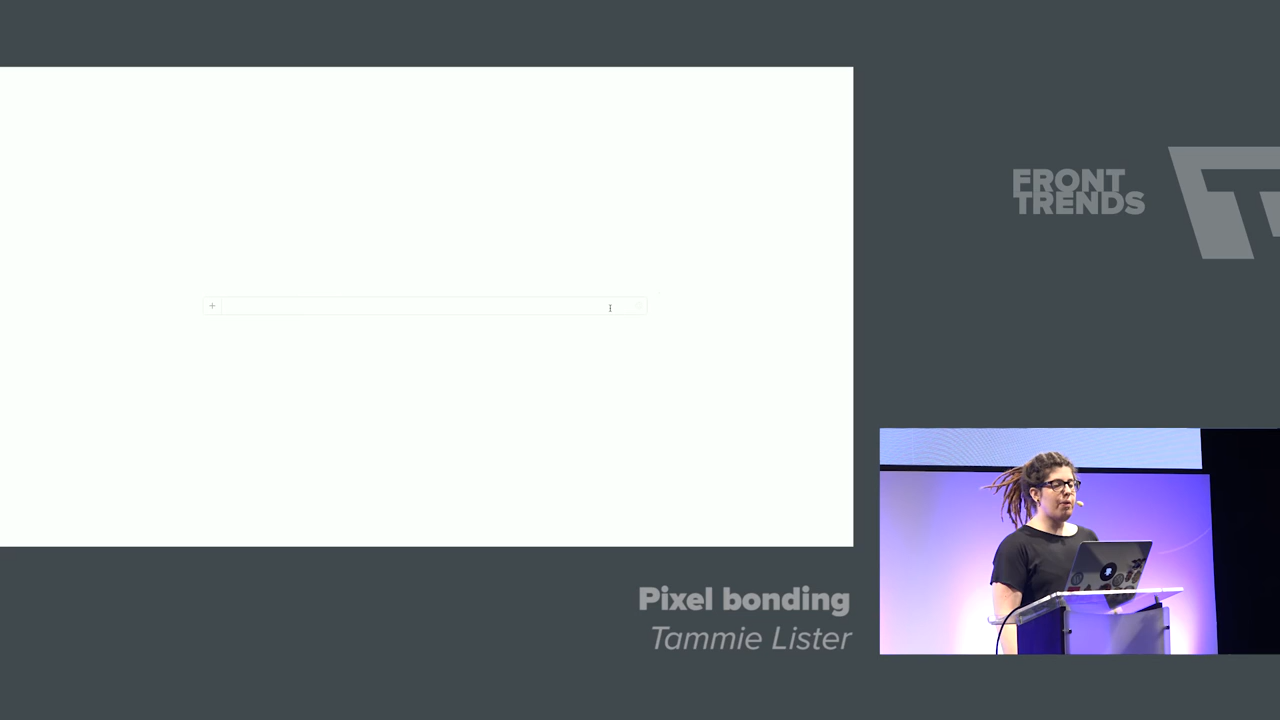 FRONT
TRENDS
+
Pixel bonding
Tammie Lister